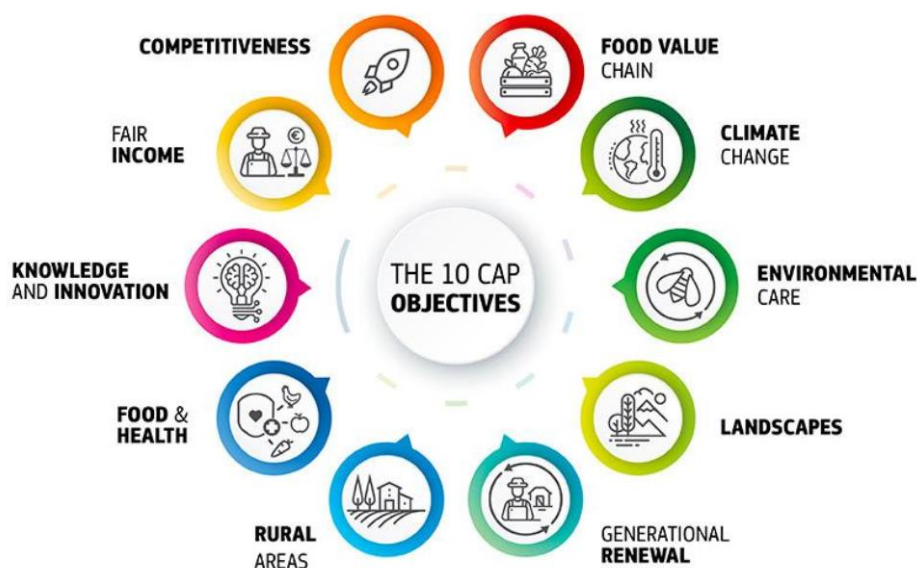 THE 10 CAP
OBJECTIVES
COMPETITIVENESS
FOOD VALUE
CHAIN
CLIMATE
CHANGE
ENVIRONMENTAL
CARE
LANDSCAPES
GENERATIONAL
RENEWAL
RURAL
AREAS
FOOD &
HEALTH
KNOWLEDGE
AND INNOVATION
FAIR
INCOME
€